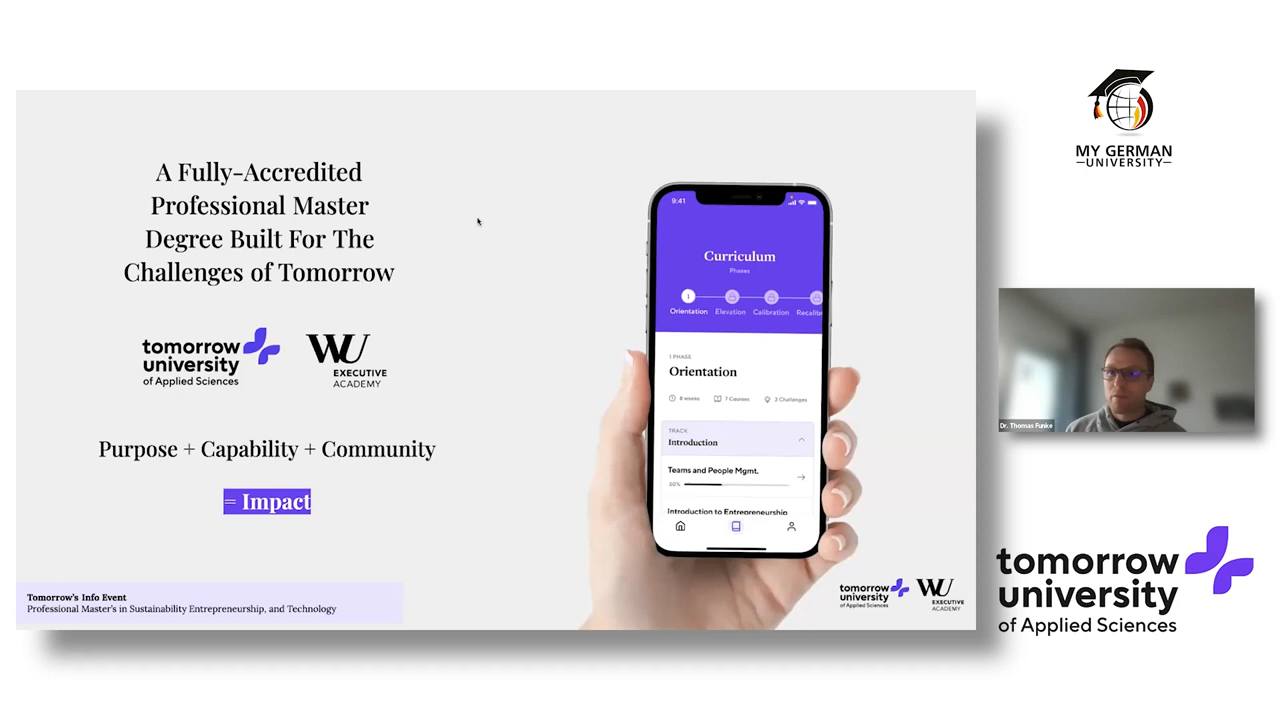 A Fully-Accredited
Professional Master
Degree Built For The
Challenges of Tomorrow
tomorrow
university
of Applied Sciences
WU
EXECUTIVE
ACADEMY
Purpose + Capability + Community
= Impact
Tomorrow's Info Event
Professional Master's in Sustainability Entrepreneurship, and Technology
9:41
Curriculum
Phases
1
Orientation Elevation Calibration Recalib
1 PHASE
Orientation
8 weeks 7 Courses 3 Challenges
TRACK
Introduction
Teams and People Mgmt.
50%
Introduction to Entrepreneurship
tomorrow
university
of Applied Sciences
WU
EXECUTIVE
ACADEMY
MY GERMAN
UNIVERSITY
Dr. Thomas Funke
tomorrow
university
of Applied Sciences